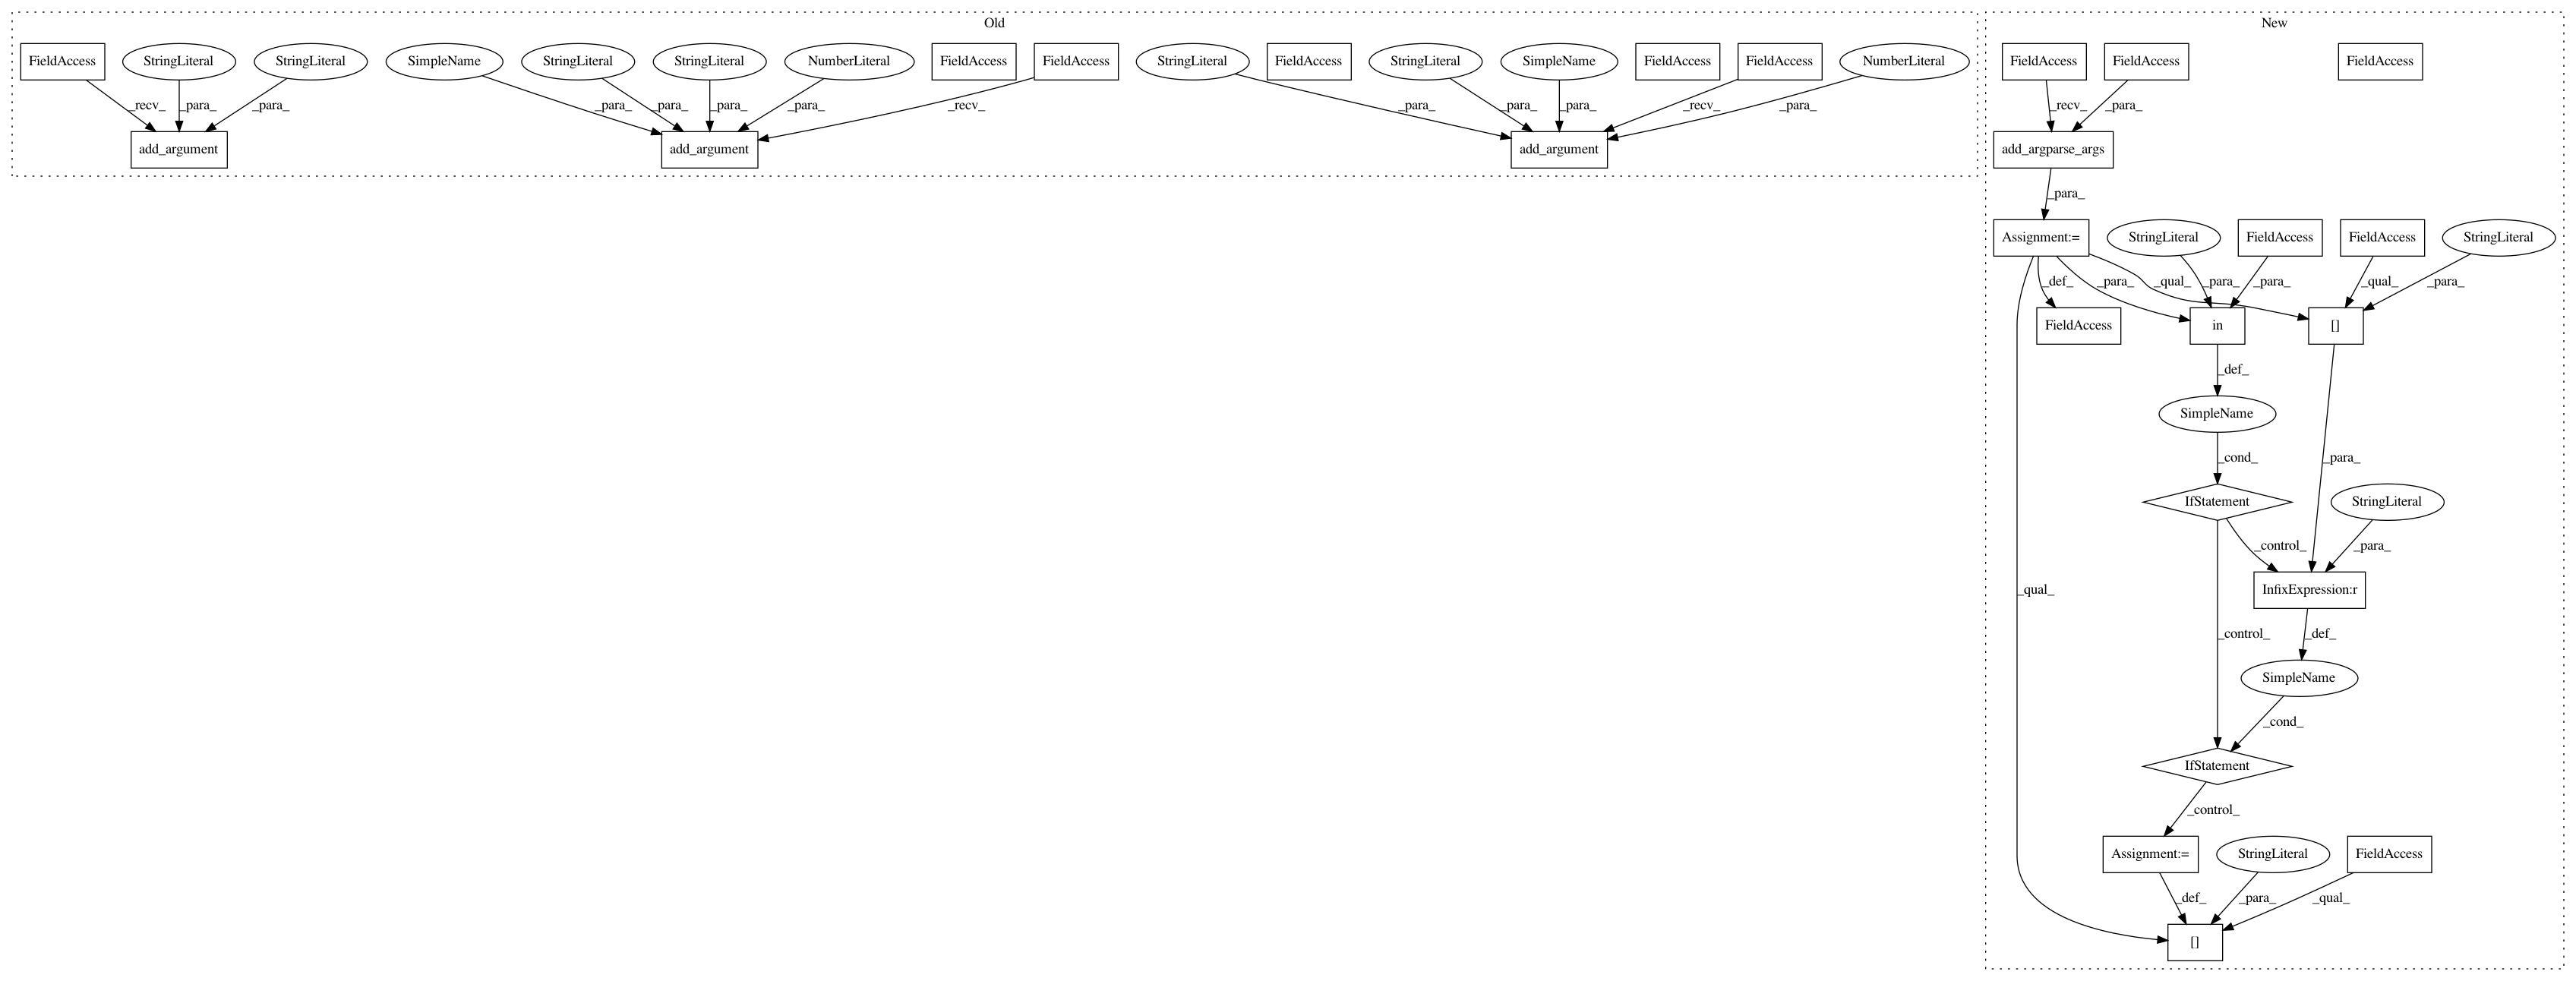 Old
New
FieldAccess
StringLiteral
StringLiteral
SimpleName
StringLiteral
StringLiteral
NumberLiteral
FieldAccess
FieldAccess
StringLiteral
FieldAccess
StringLiteral
SimpleName
FieldAccess
FieldAccess
NumberLiteral
FieldAccess
FieldAccess
FieldAccess
_recv_
_para_
_para_
_para_
_para_
_para_
_para_
_recv_
_para_
_para_
_para_
_recv_
_para_
_recv_
_para_
add_argument
add_argument
add_argument
add_argparse_args
_para_
Assignment:=
StringLiteral
FieldAccess
FieldAccess
StringLiteral
_def_
_para_
_qual_
_para_
_para_
_qual_
_para_
FieldAccess
in
[]
_def_
SimpleName
_cond_
_para_
IfStatement
StringLiteral
_control_
_para_
_qual_
InfixExpression:r
_control_
_def_
SimpleName
_cond_
IfStatement
_control_
Assignment:=
StringLiteral
FieldAccess
_def_
_para_
_qual_
[]